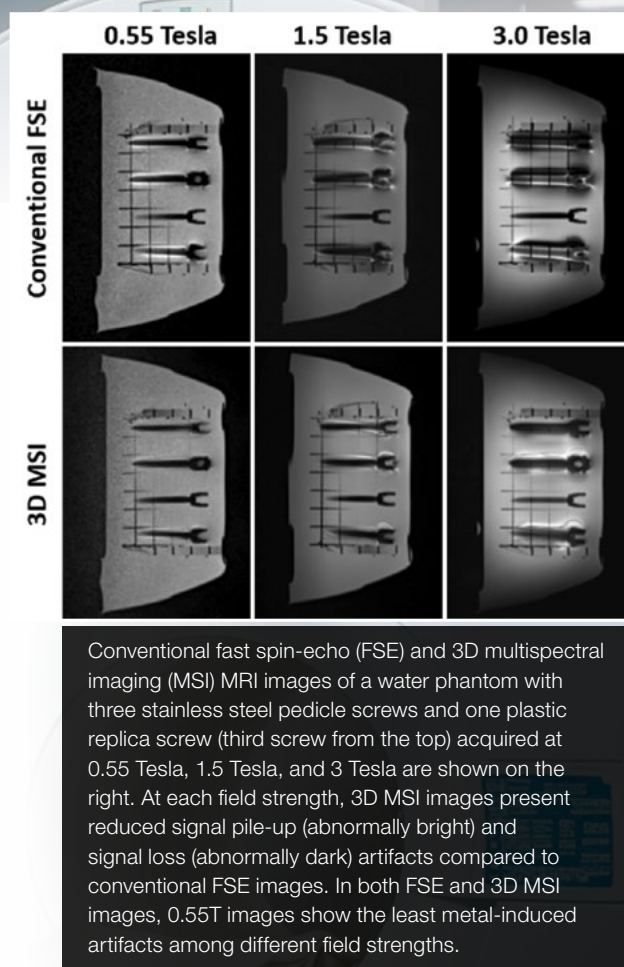 0.55 Tesla 1.5 Tesla 3.0 Tesla
Conventional FSE
3D MSI
Conventional fast spin-echo (FSE) and 3D multispectral
imaging (MSI) MRI images of a water phantom with
three stainless steel pedicle screws and one plastic
replica screw (third screw from the top) acquired at
0.55 Tesla, 1.5 Tesla, and 3 Tesla are shown on the
right. At each field strength, 3D MSI images present
reduced signal pile-up (abnormally bright) and
signal loss (abnormally dark) artifacts compared to
conventional FSE images. In both FSE and 3D MSI
images, 0.55T images show the least metal-induced
artifacts among different field strengths.